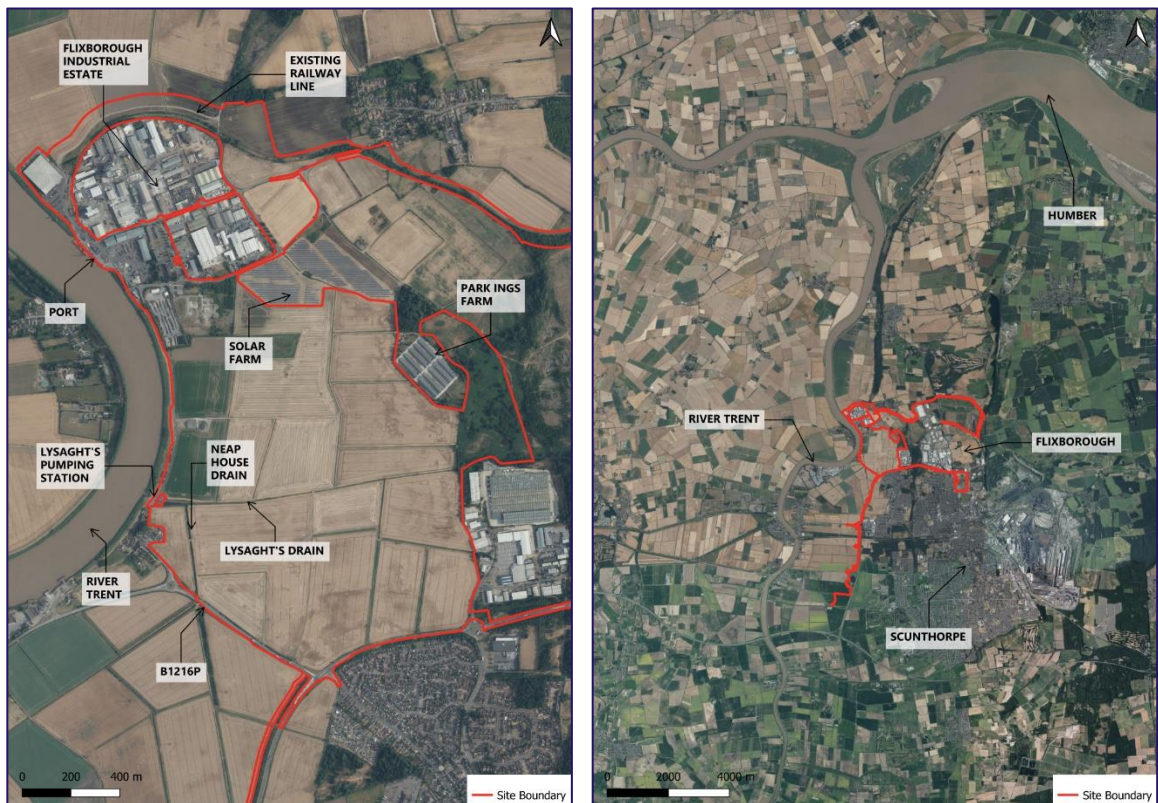 FLIXBOROUGH
INDUSTRIAL
ESTATE
EXISTING
RAILWAY
LINE
PORT
PARK INGS
FARM
SOLAR
FARM
LYSAGHT'S
PUMPING
STATION
NEAP
HOUSE
DRAIN
LYSAGHT'S DRAIN
RIVER
TRENT
B1216P
0 200 400 m
Site Boundary
HUMBER
RIVER TRENT
FLIXBOROUGH
SCUNTHORPE
0 2000 4000 m
Site Boundary